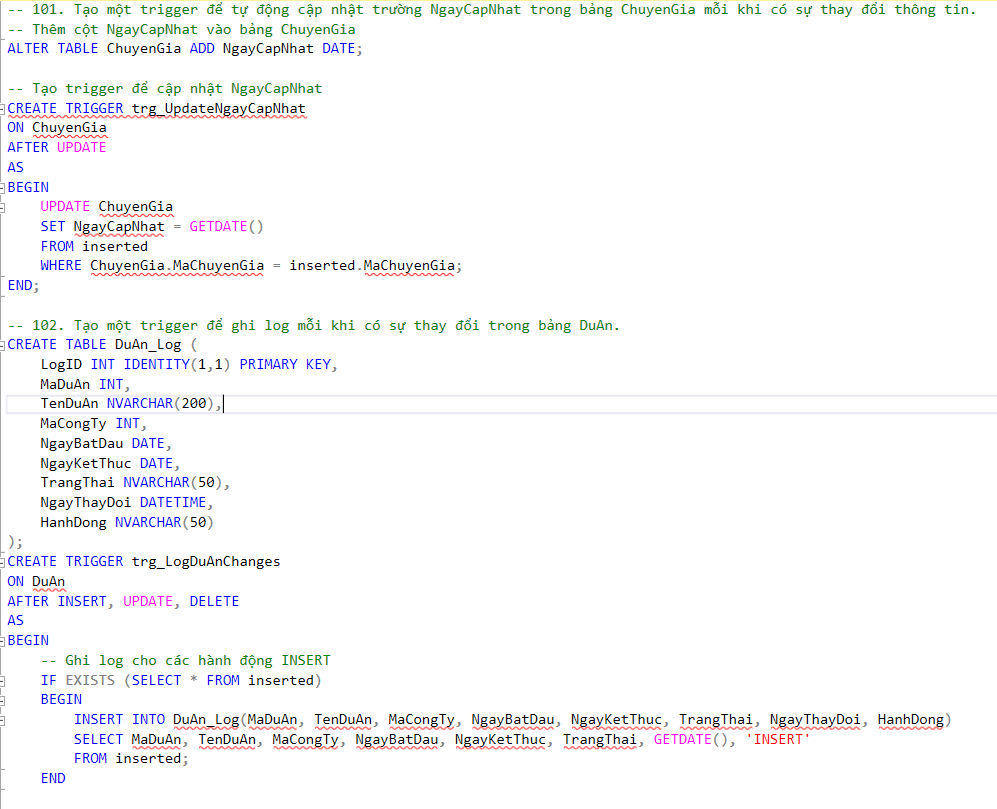 -- 101. Tạo một trigger để tự động cập nhật trường NgayCapNhat trong bảng ChuyenGia mỗi khi có sự thay đổi thông tin.
-- Thêm cột NgayCapNhat vào bảng ChuyenGia
ALTER TABLE ChuyenGia ADD NgayCapNhat DATE;
-- Tạo trigger để cập nhật NgayCapNhat
CREATE TRIGGER trg_UpdateNgayCapNhat
ON ChuyenGia
AFTER UPDATE
AS
BEGIN
    UPDATE ChuyenGia
    SET NgayCapNhat = GETDATE()
    FROM inserted
    WHERE ChuyenGia.MaChuyenGia = inserted.MaChuyenGia;
END;
-- 102. Tạo một trigger để ghi log mỗi khi có sự thay đổi trong bảng DuAn.
CREATE TABLE DuAn_Log (
    LogID INT IDENTITY(1,1) PRIMARY KEY,
    MaDuAn INT,
    TenDuAn NVARCHAR(200),
    MaCongTy INT,
    NgayBatDau DATE,
    NgayKetThuc DATE,
    TrangThai NVARCHAR(50),
    NgayThayDoi DATETIME,
    HanhDong NVARCHAR(50)
);
CREATE TRIGGER trg_LogDuAnChanges
ON DuAn
AFTER INSERT, UPDATE, DELETE
AS
BEGIN
    -- Ghi log cho các hành động INSERT
    IF EXISTS (SELECT * FROM inserted)
    BEGIN
        INSERT INTO DuAn_Log(MaDuAn, TenDuAn, MaCongTy, NgayBatDau, NgayKetThuc, TrangThai, NgayThayDoi, HanhDong)
        SELECT MaDuAn, TenDuAn, MaCongTy, NgayBatDau, NgayKetThuc, TrangThai, GETDATE(), 'INSERT'
        FROM inserted;
    END